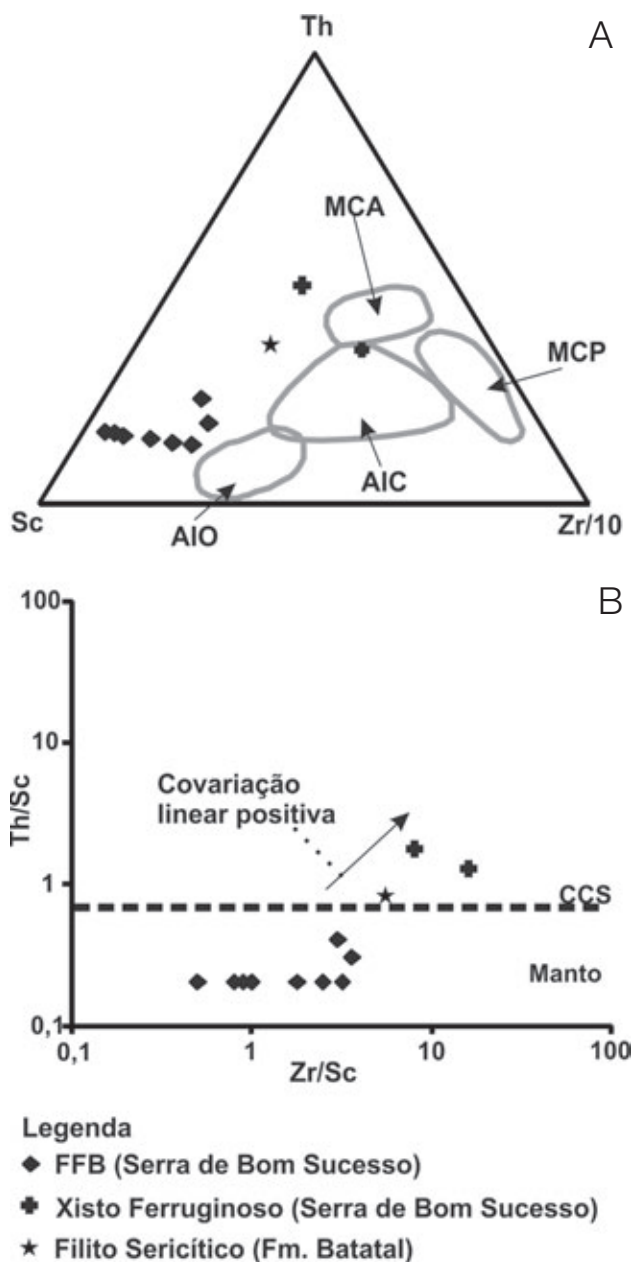 A
Th
MCA
MCP
AIC
Sc
AIO
Zr/10
B
100
10
1
0,1
Th/Sc
Covariação
linear positiva
CCS
Manto
0,1
1
10
100
Zr/Sc
Legenda
FFB (Serra de Bom Sucesso)
Xisto Ferruginoso (Serra de Bom Sucesso)
Filito Sericítico (Fm. Batatal)